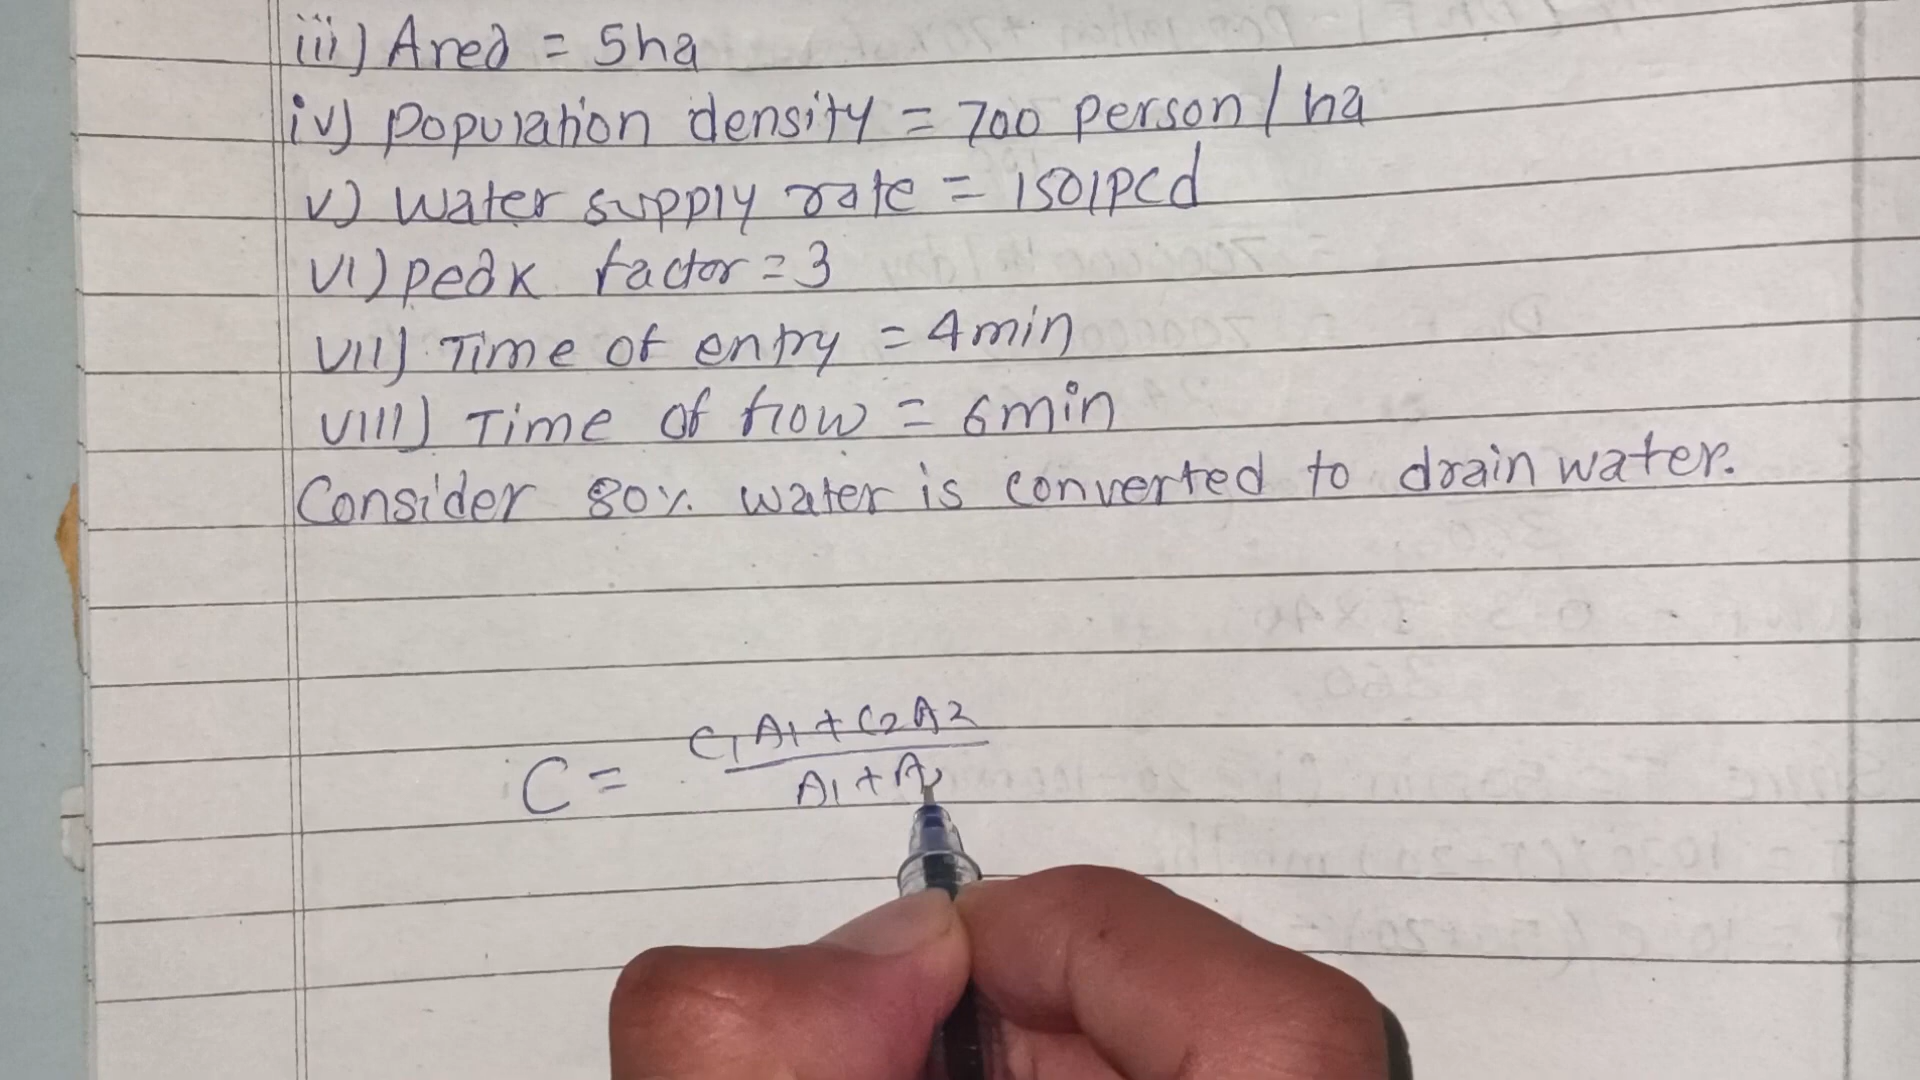 iii) Area = 5ha
iv) Population density = 700 person / ha
v) Water supply rate = 150lpcd
vi) peak factor = 3
vii) Time of entry = 4min
viii) Time of flow = 6min
Consider 80% water is converted to drain water.
C = C1A1 + C2A2
A1 + A2